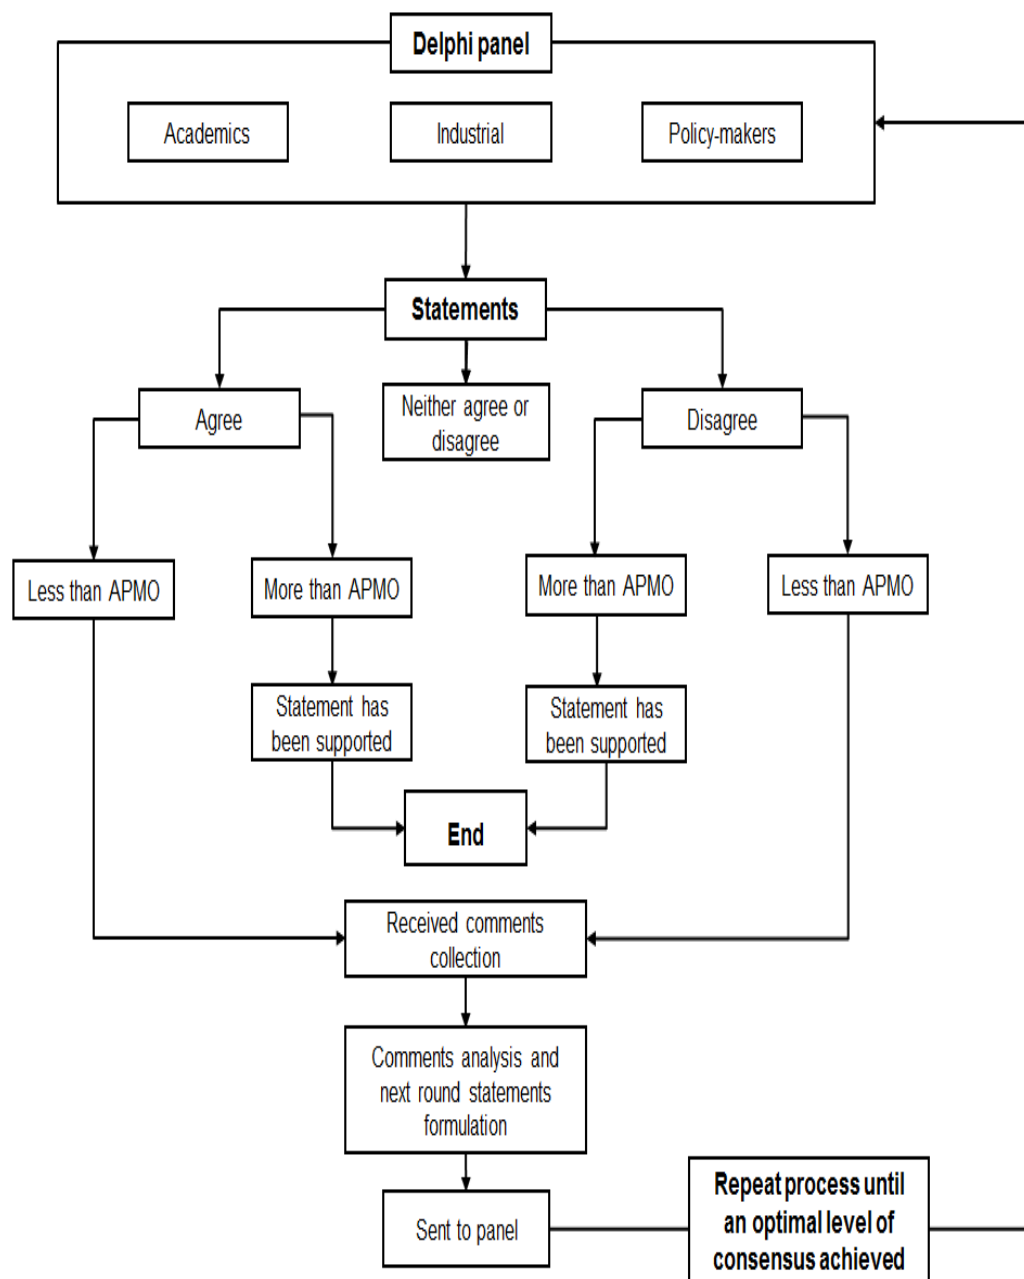 Delphi panel
Academics
Industrial
Policy-makers
Statements
Agree
Neither agree or
disagree
Disagree
Less than APMO
More than APMO
More than APMO
Less than APMO
Statement has
been supported
Statement has
been supported
End
Received comments
collection
Comments analysis and
next round statements
formulation
Sent to panel
Repeat process until
an optimal level of
consensus achieved